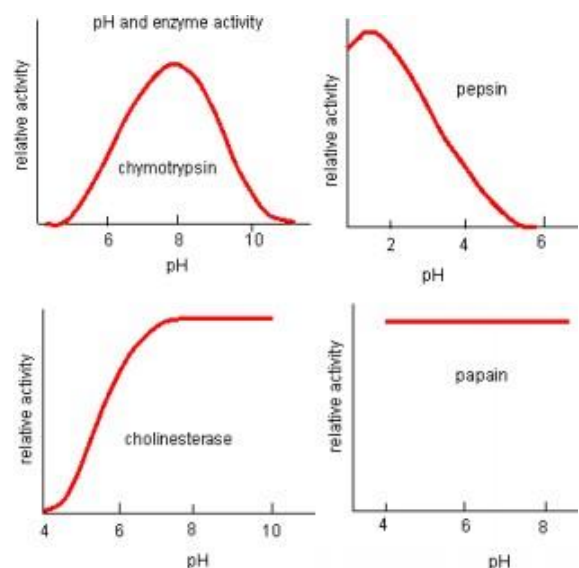 pH and enzyme activity
relative activity
chymotrypsin
6 8 10
pH
relative activity
pepsin
2 4 6
pH
relative activity
cholinesterase
4 6 8 10
pH
relative activity
papain
4 6 8
pH